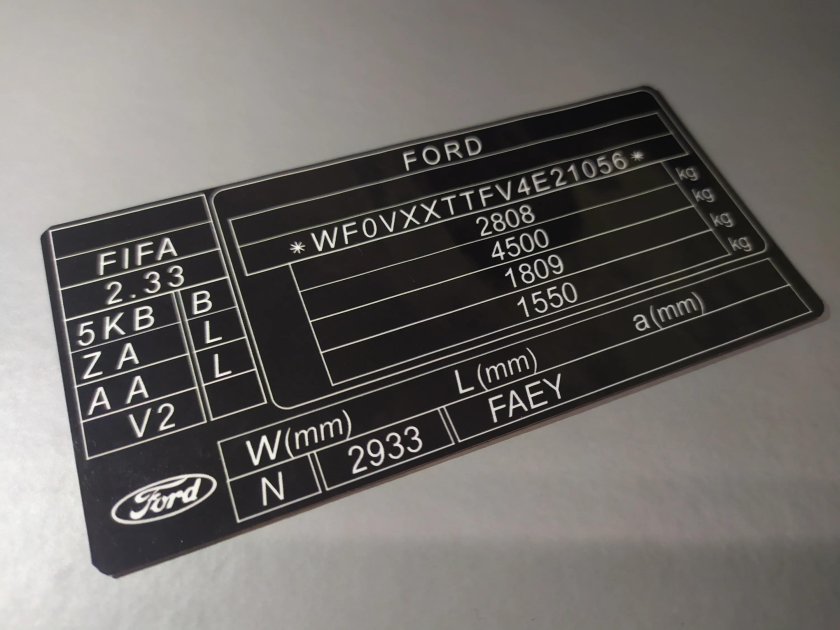 FORD
*WF0VXXTTFV4E21056*
2808 kg
4500 kg
1809 kg
1550 kg
FIFA
2.33
5KB B
ZA L
AA L
V2
W(mm) L(mm) a(mm)
N 2933 FAEY
Ford